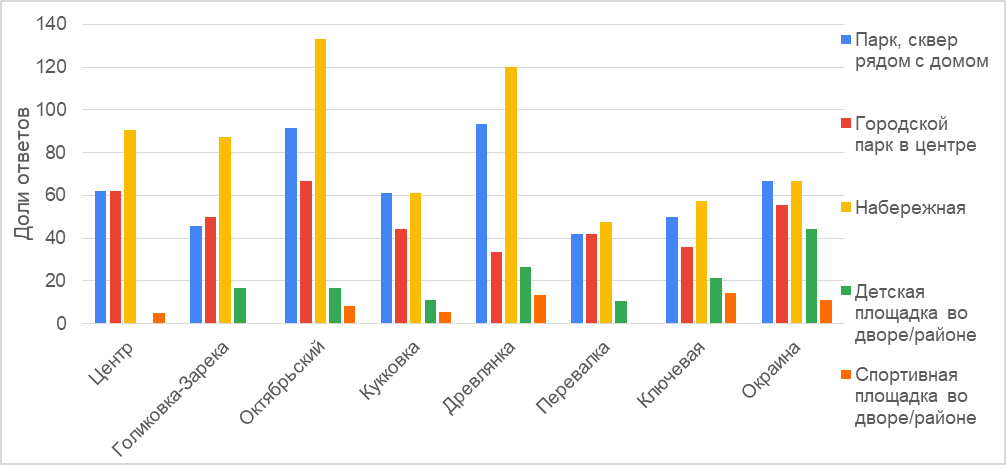 140
120
100
80
60
40
20
0
Доли ответов
Центр
Голиковка-Зарека
Октябрьский
Кукковка
Древлянка
Перевалка
Ключевая
Окраина
Парк, сквер
рядом с домом
Городской
парк в центре
Набережная
Детская
площадка во
дворе/районе
Спортивная
площадка во
дворе/районе